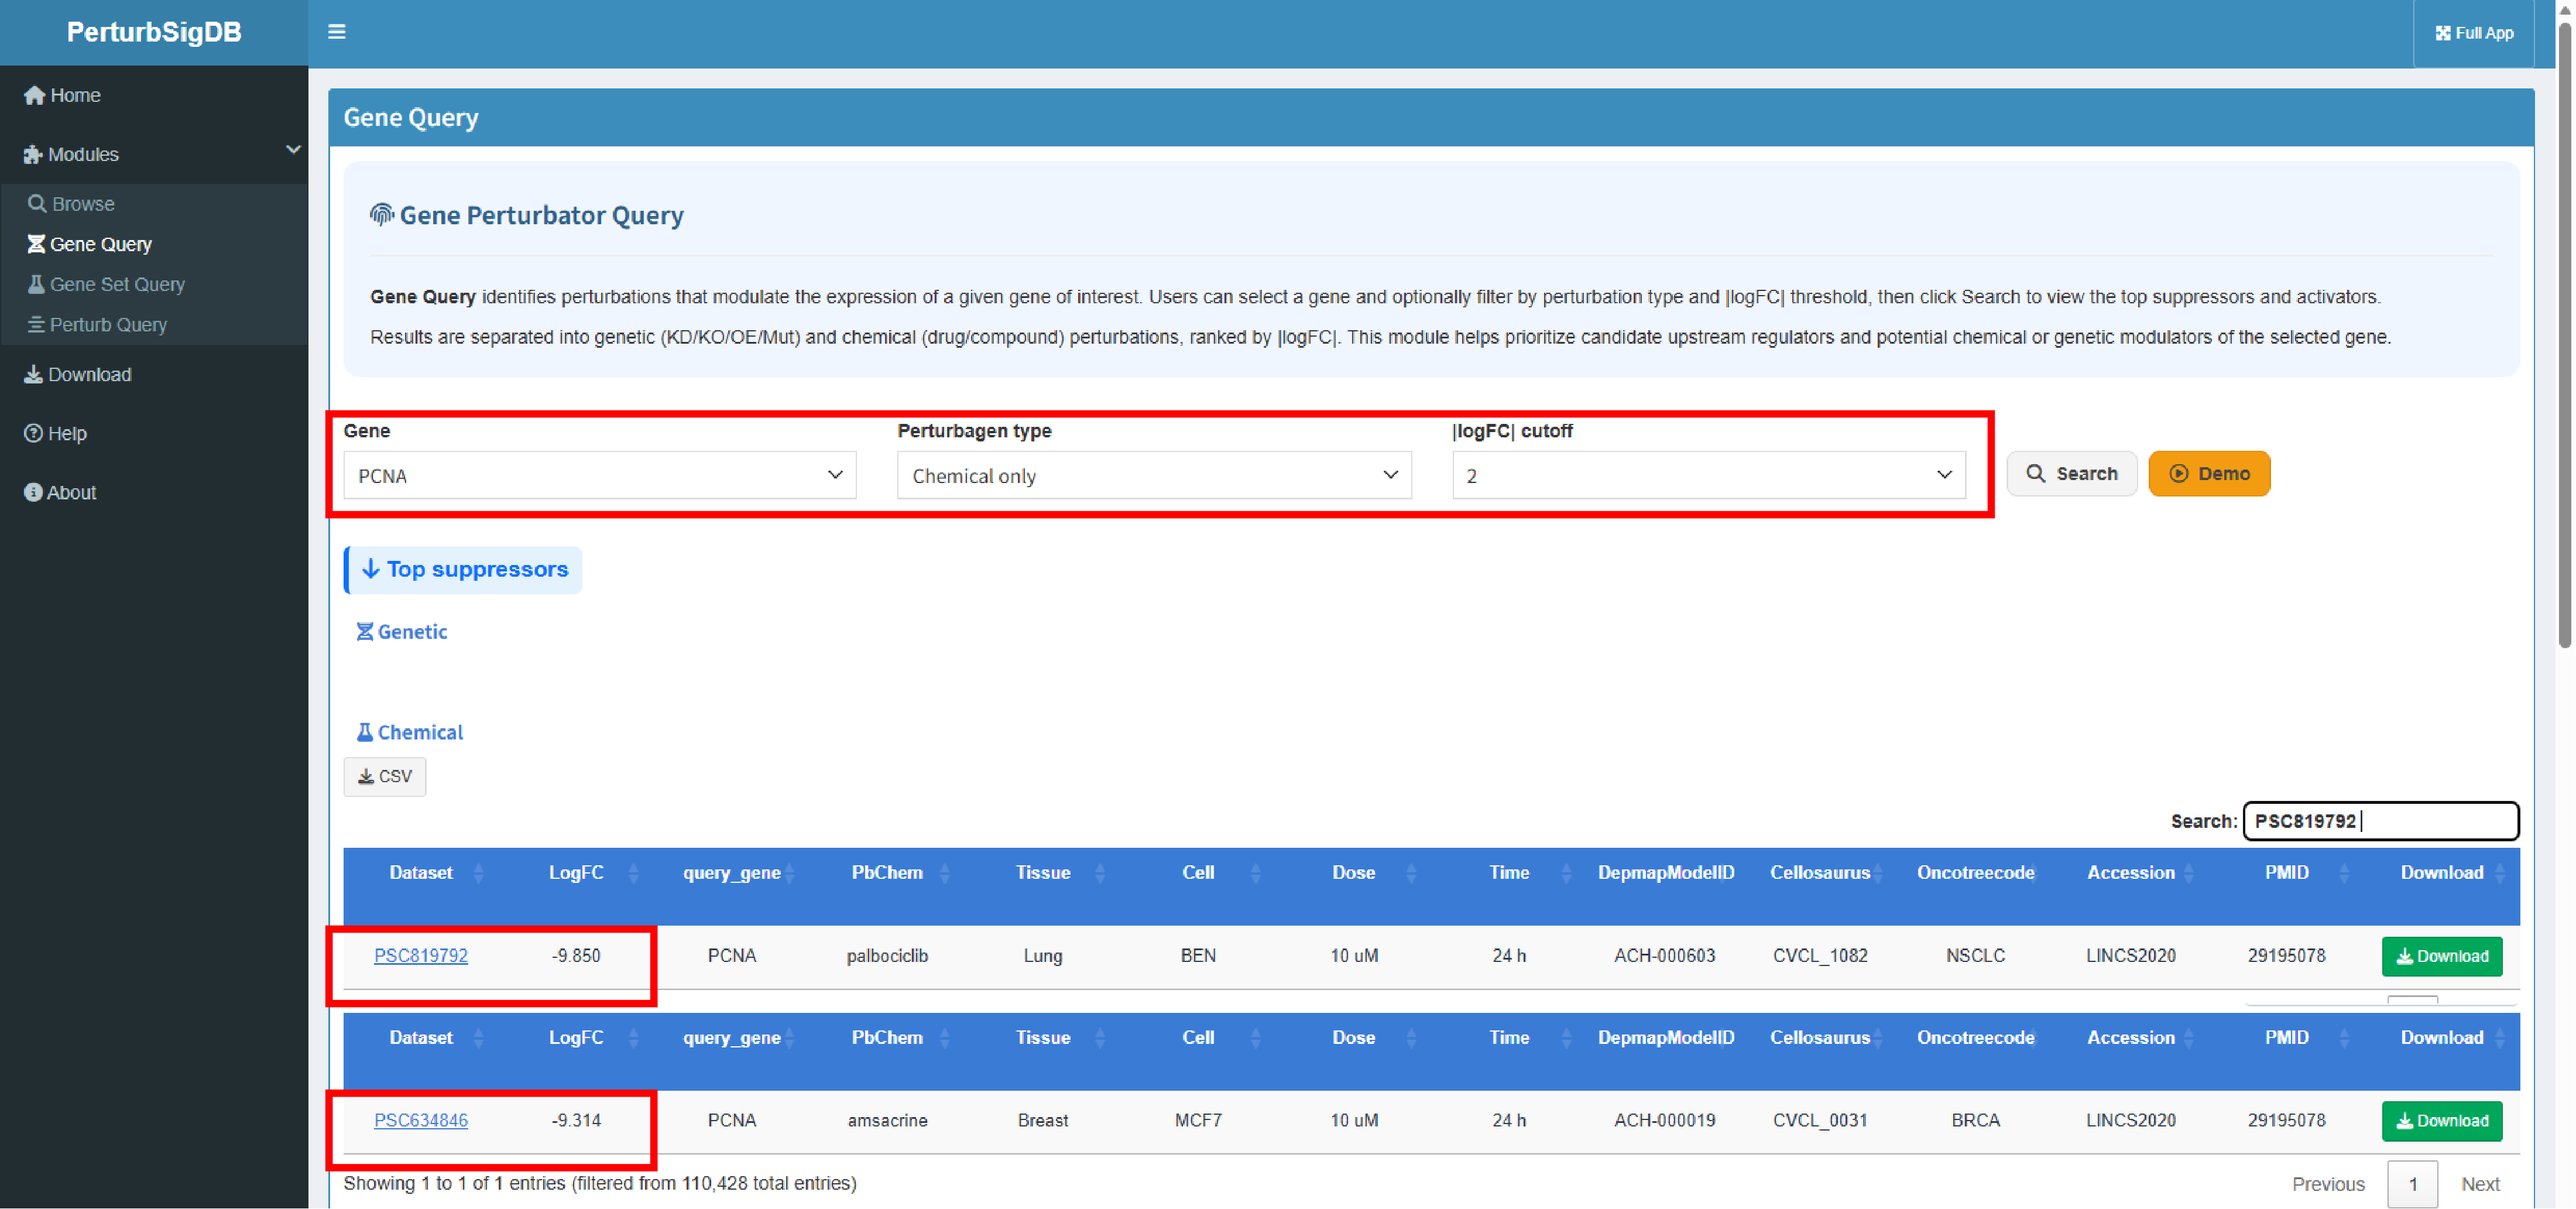 PerturbSigDB
Full App
Home
Modules
Browse
Gene Query
Gene Set Query
Perturb Query
Download
Help
About
Gene Query
Gene Perturbator Query
Gene Query identifies perturbations that modulate the expression of a given gene of interest. Users can select a gene and optionally filter by perturbation type and |logFC| threshold, then click Search to view the top suppressors and activators.
Results are separated into genetic (KD/KO/OE/Mut) and chemical (drug/compound) perturbations, ranked by |logFC|. This module helps prioritize candidate upstream regulators and potential chemical or genetic modulators of the selected gene.
Gene Perturbagen type |logFC| cutoff
PCNA Chemical only 2 Search Demo
Top suppressors
Genetic
Chemical
CSV
Search: PSC819792
Dataset LogFC query_gene PbChem Tissue Cell Dose Time DepmapModelID Cellosaurus Oncotreecode Accession PMID Download
PSC819792 -9.850 PCNA palbociclib Lung BEN 10 uM 24 h ACH-000603 CVCL_1082 NSCLC LINCS2020 29195078 Download
Dataset LogFC query_gene PbChem Tissue Cell Dose Time DepmapModelID Cellosaurus Oncotreecode Accession PMID Download
PSC634846 -9.314 PCNA amsacrine Breast MCF7 10 uM 24 h ACH-000019 CVCL_0031 BRCA LINCS2020 29195078 Download
Showing 1 to 1 of 1 entries (filtered from 110,428 total entries)
Previous 1 Next